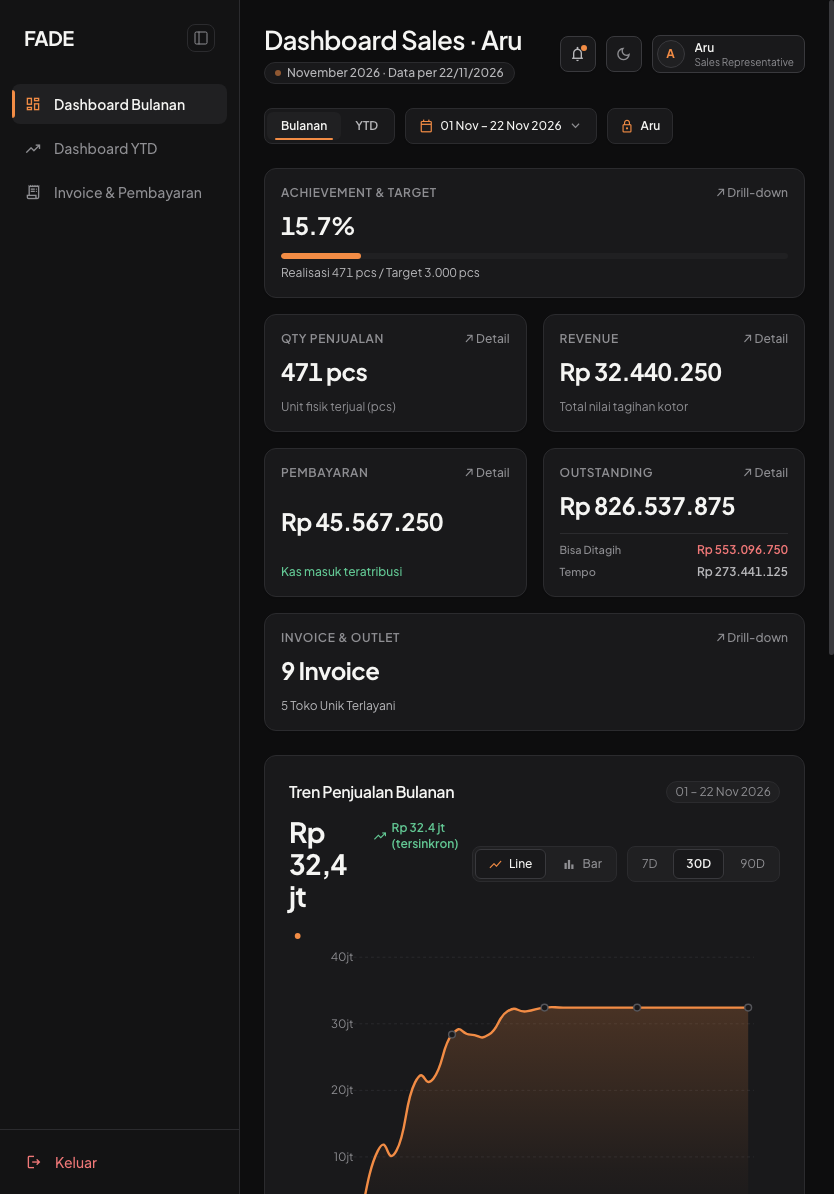 FADE
Dashboard Bulanan
Dashboard YTD
Invoice & Pembayaran
Keluar
Dashboard Sales · Aru
November 2026 · Data per 22/11/2026
A
Aru
Sales Representative
Bulanan
YTD
01 Nov – 22 Nov 2026
Aru
ACHIEVEMENT & TARGET
Drill-down
15.7%
Realisasi 471 pcs / Target 3.000 pcs
QTY PENJUALAN
Detail
471 pcs
Unit fisik terjual (pcs)
REVENUE
Detail
Rp 32.440.250
Total nilai tagihan kotor
PEMBAYARAN
Detail
Rp 45.567.250
Kas masuk teratribusi
OUTSTANDING
Detail
Rp 826.537.875
Bisa Ditagih
Rp 553.096.750
Tempo
Rp 273.441.125
INVOICE & OUTLET
Drill-down
9 Invoice
5 Toko Unik Terlayani
Tren Penjualan Bulanan
01 – 22 Nov 2026
Rp
32,4
jt
Rp 32.4 jt
(tersinkron)
Line
Bar
7D
30D
90D
40jt
30jt
20jt
10jt